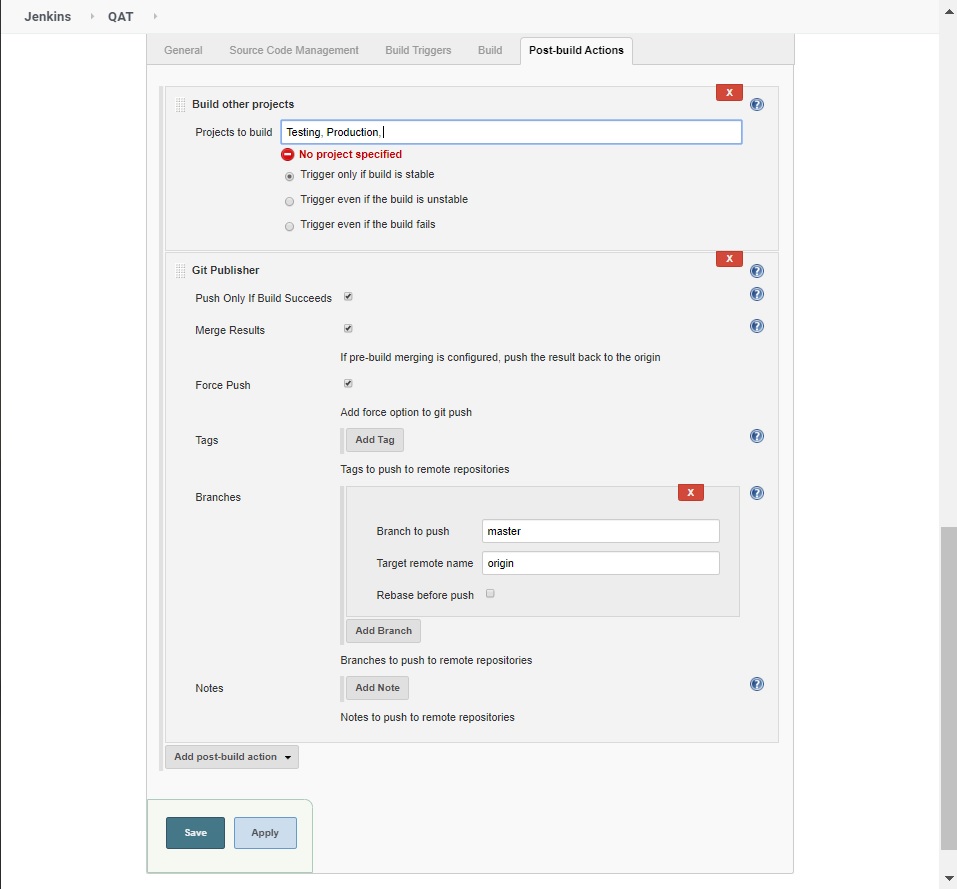 Jenkins QAT
General Source Code Management Build Triggers Build Post-build Actions
X
Build other projects
Projects to build Testing, Production,
No project specified
Trigger only if build is stable
Trigger even if the build is unstable
Trigger even if the build fails
X
Git Publisher
Push Only If Build Succeeds
Merge Results
If pre-build merging is configured, push the result back to the origin
Force Push
Add force option to git push
Tags Add Tag
Tags to push to remote repositories
Branches X
Branch to push master
Target remote name origin
Rebase before push
Add Branch
Branches to push to remote repositories
Notes Add Note
Notes to push to remote repositories
Add post-build action
Save Apply